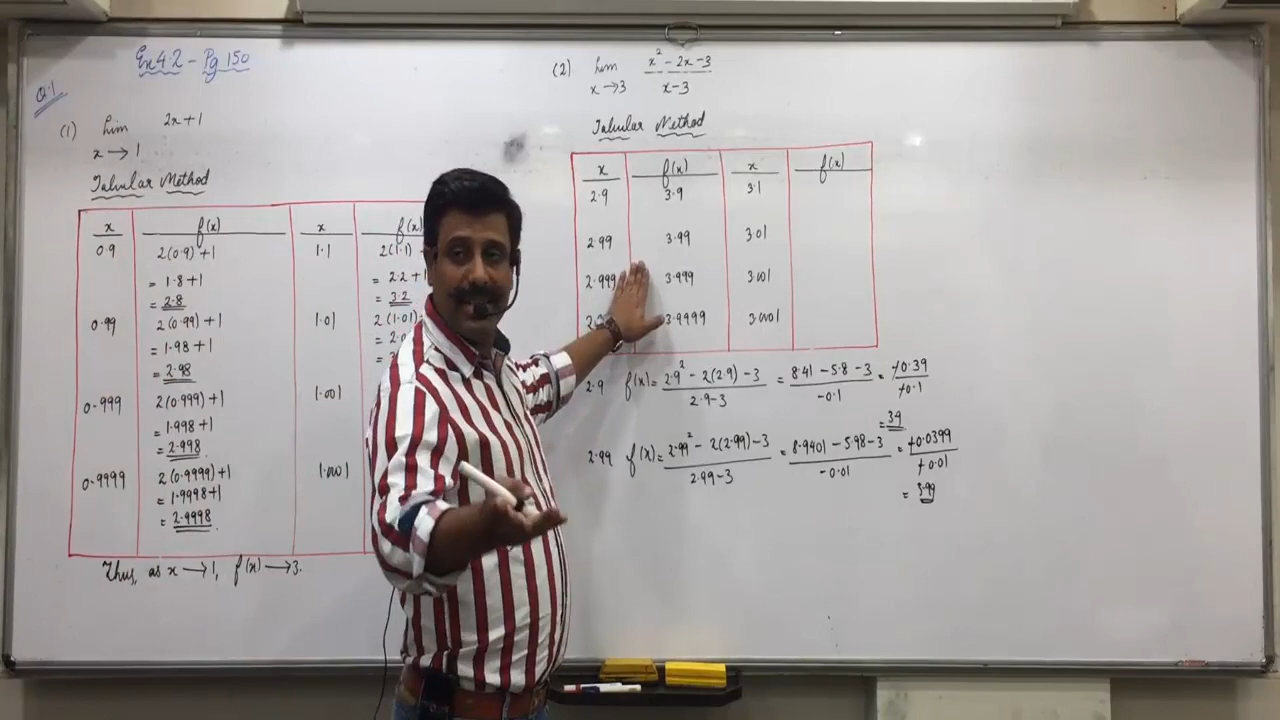 Ex 4.2 - Pg 150
Q.1
(1) lim 2x+1
x → 1
Tabular Method
x f(x) x f(x)
0.9 2(0.9)+1 1.1 2(1.1)
= 1.8+1 = 2.2+1
= 2.8 = 3.2
0.99 2(0.99)+1 1.01 2(1.01)
= 1.98+1
= 2.98
0.999 2(0.999)+1 1.001
= 1.998+1
= 2.998
0.9999 2(0.9999)+1 1.0001
= 1.9998+1
= 2.9998
Thus, as x → 1, f(x) → 3.
(2) lim x² - 2x - 3
x → 3 x - 3
Tabular Method
x f(x) x f(x)
2.9 3.9 3.1
2.99 3.99 3.01
2.999 3.999 3.001
3.9999 3.0001
2.9 f(x) = 2.9² - 2(2.9) - 3 = 8.41 - 5.8 - 3 = -0.39
2.9 - 3 -0.1 -0.1
= 39
2.99 f(x) = 2.99² - 2(2.99) - 3 = 8.9401 - 5.98 - 3 = -0.0399
2.99 - 3 -0.01 -0.01
= 3.99